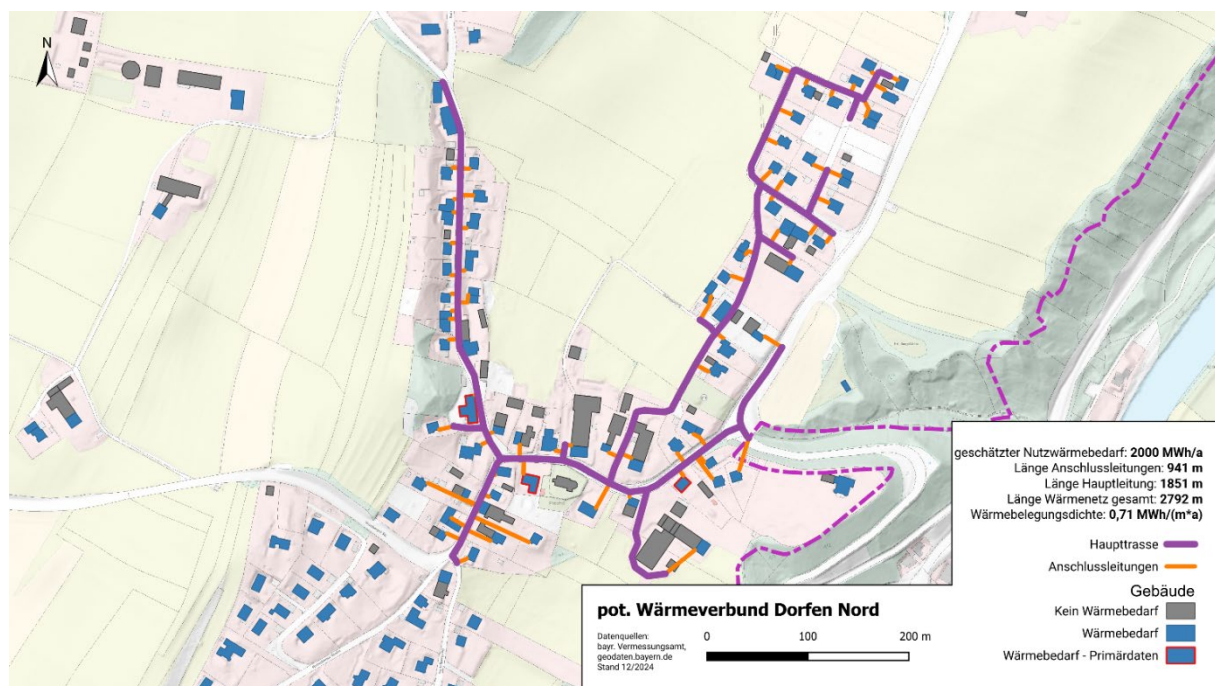 N
geschätzter Nutzwärmebedarf: 2000 MWh/a
Länge Anschlussleitungen: 941 m
Länge Hauptleitung: 1851 m
Länge Wärmenetz gesamt: 2792 m
Wärmebelegungsdichte: 0,71 MWh/(m*a)
Haupttrasse
Anschlussleitungen
Gebäude
Kein Wärmebedarf
Wärmebedarf
Wärmebedarf - Primärdaten
pot. Wärmeverbund Dorfen Nord
Datenquellen:
bayr. Vermessungsamt,
geodaten.bayern.de
Stand 12/2024
0 100 200 m